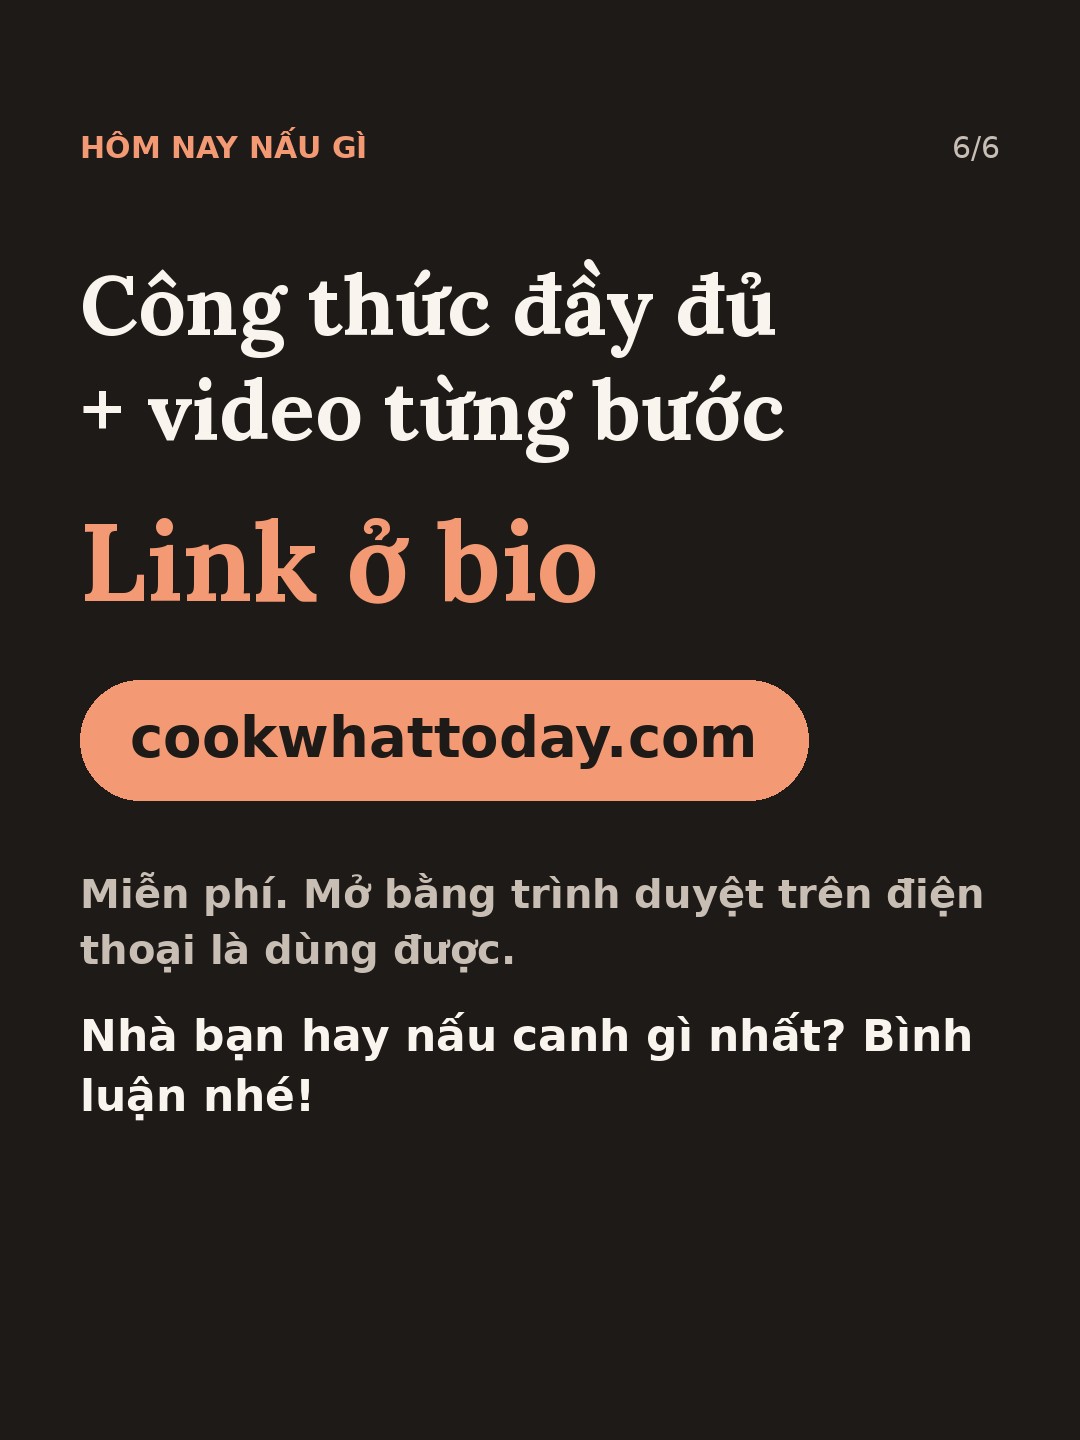 HÔM NAY NẤU GÌ
6/6
Công thức đầy đủ
+ video từng bước
Link ở bio
cookwhattoday.com
Miễn phí. Mở bằng trình duyệt trên điện
thoại là dùng được.
Nhà bạn hay nấu canh gì nhất? Bình
luận nhé!